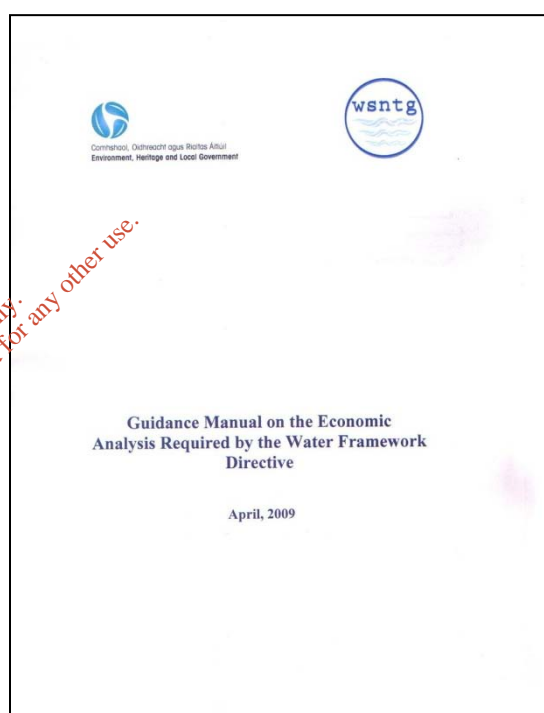 wsntg
Comhshaol, Oidhreacht agus Rialtas Áitiúil
Environment, Heritage and Local Government
only.
for any other use.
Guidance Manual on the Economic
Analysis Required by the Water Framework
Directive
April, 2009